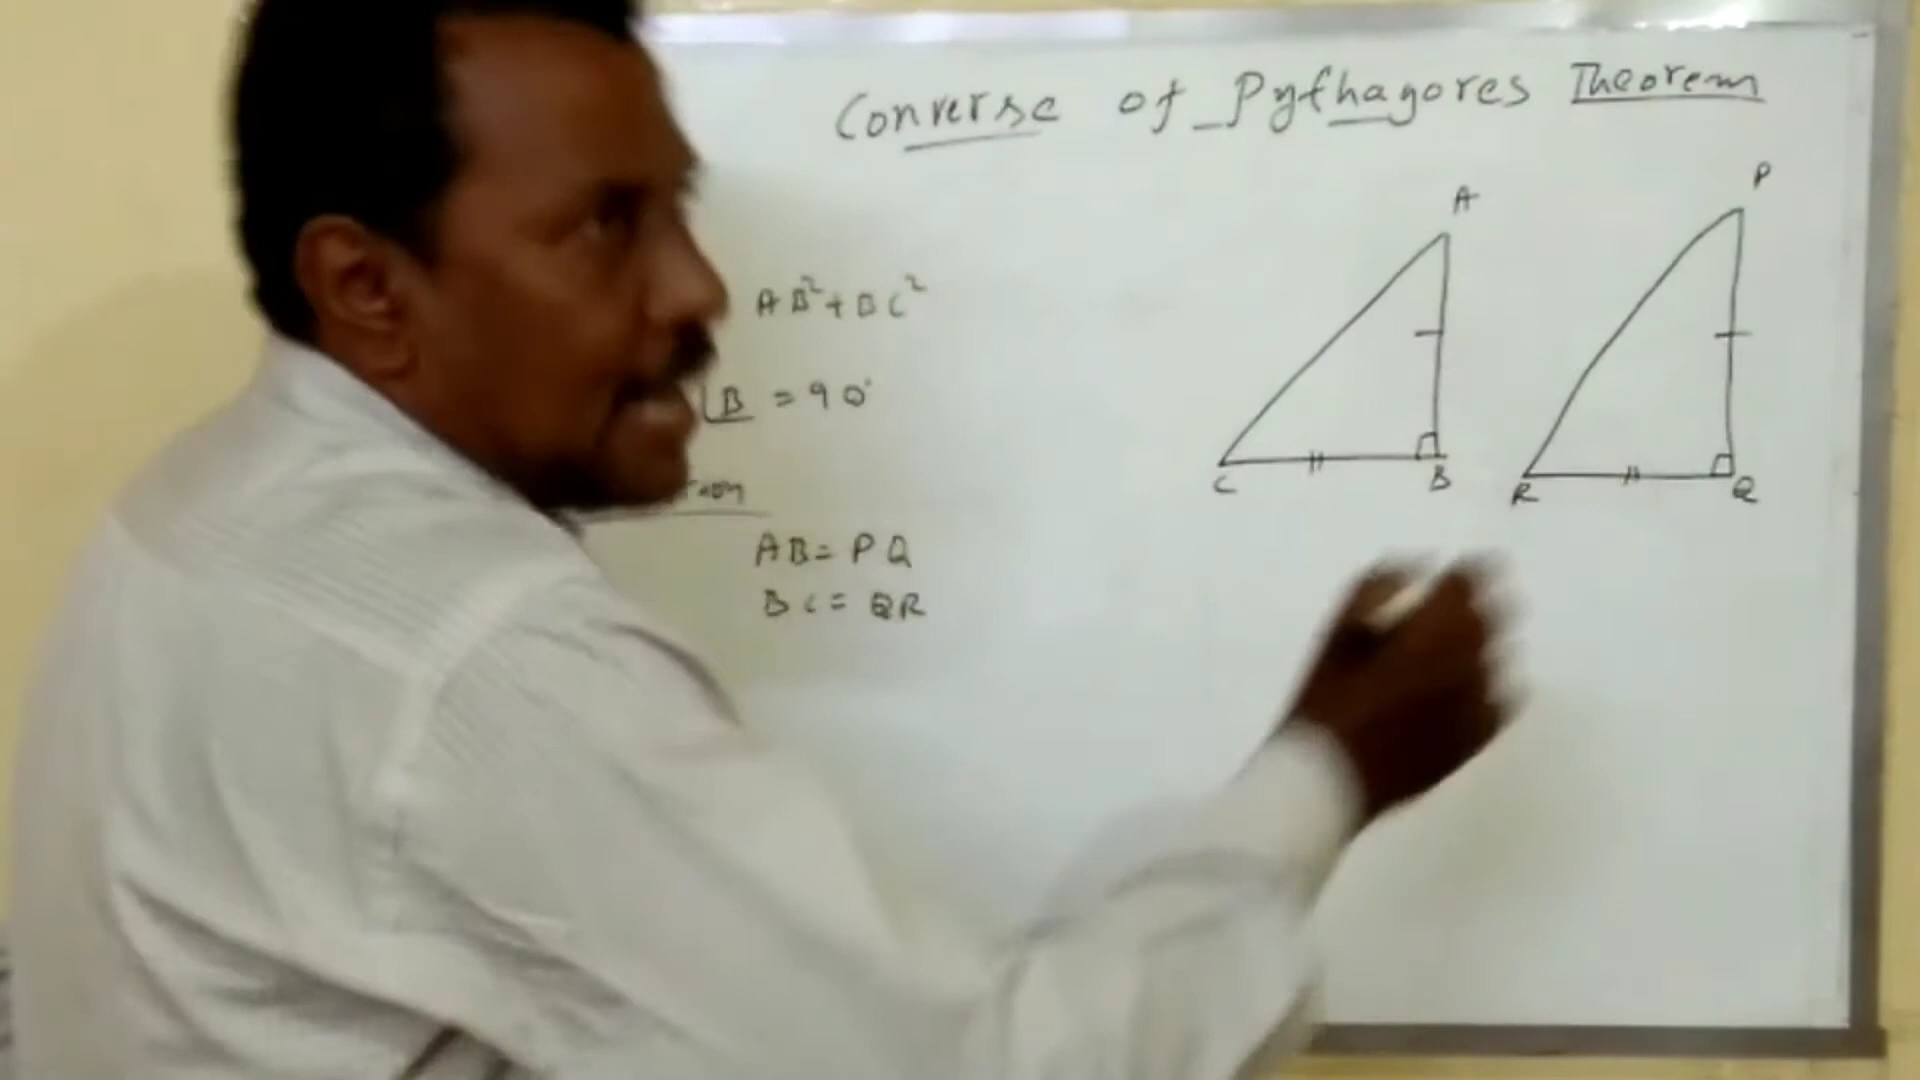 Converse of Pythagores Theorem
A P
AB²+BC²
∠B = 90°
C B R Q
AB= PQ
BC= QR